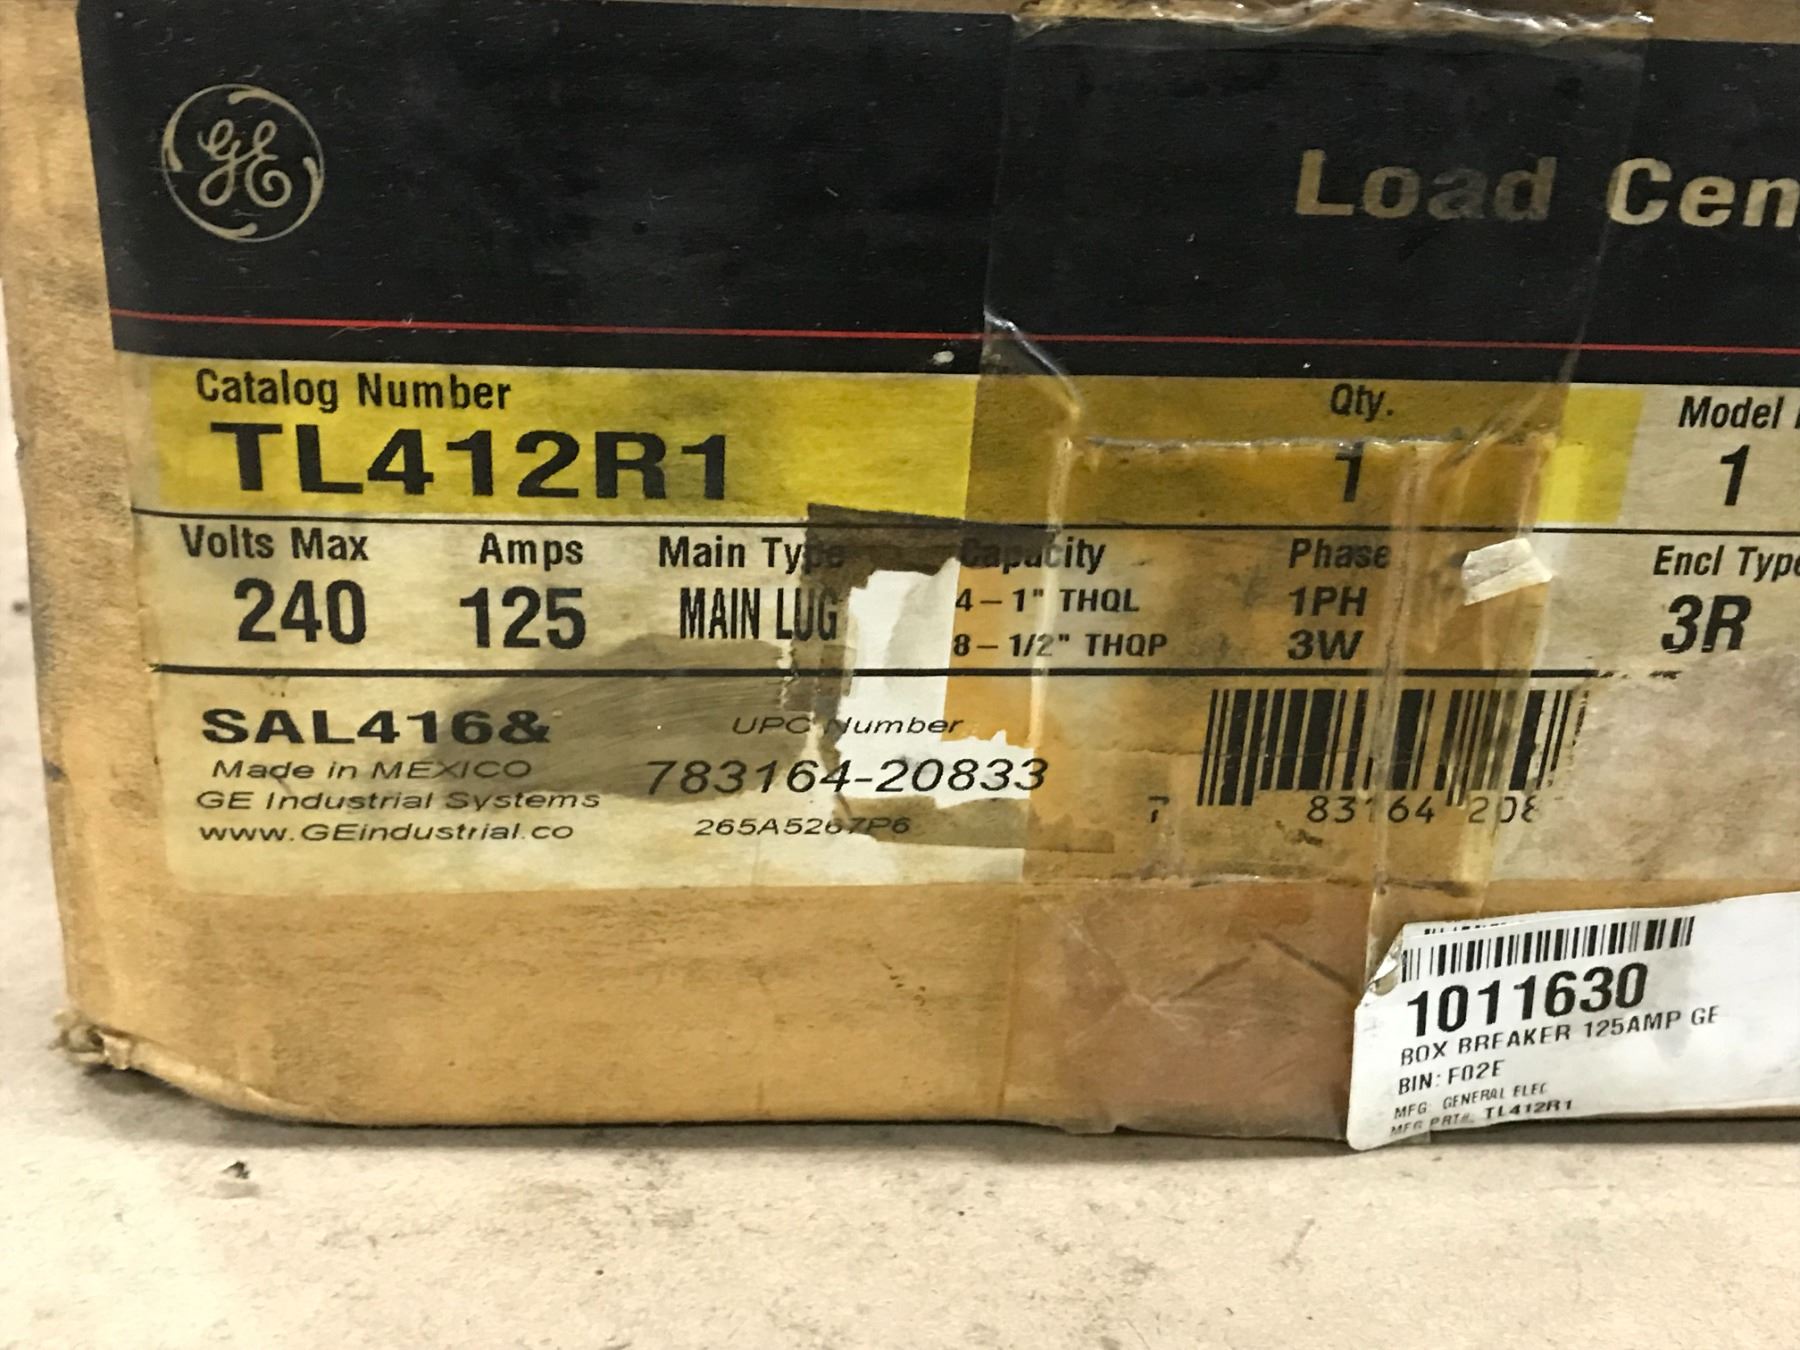 GE
Load Cen
Catalog Number Qty. Model
TL412R1 1 1
Volts Max Amps Main Type Capacity Phase Encl Type
240 125 MAIN LUG 4-1" THQL 1PH 3R
8-1/2" THQP 3W
SAL416& UPC Number
Made in MEXICO 783164-20833
GE Industrial Systems
www.GEindustrial.co 265A5267P6
7 83164 208
1011630
BOX BREAKER 125AMP GE
BIN: F02E
MFG: GENERAL ELEC
MFG PRT#: TL412R1